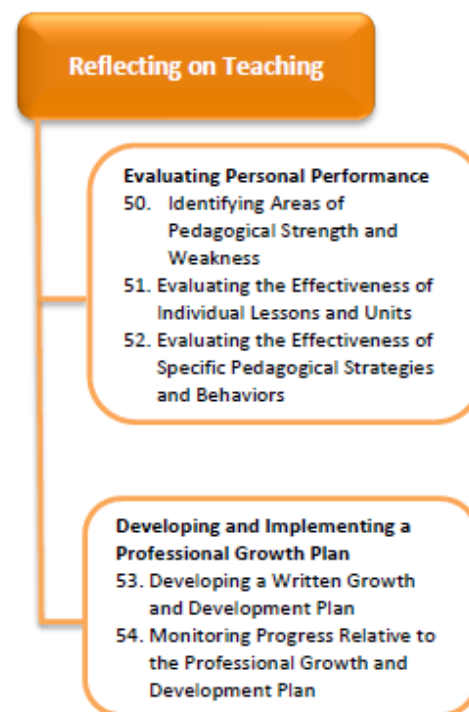 Reflecting on Teaching
Evaluating Personal Performance
50. Identifying Areas of
Pedagogical Strength and
Weakness
51. Evaluating the Effectiveness of
Individual Lessons and Units
52. Evaluating the Effectiveness of
Specific Pedagogical Strategies
and Behaviors
Developing and Implementing a
Professional Growth Plan
53. Developing a Written Growth
and Development Plan
54. Monitoring Progress Relative to
the Professional Growth and
Development Plan